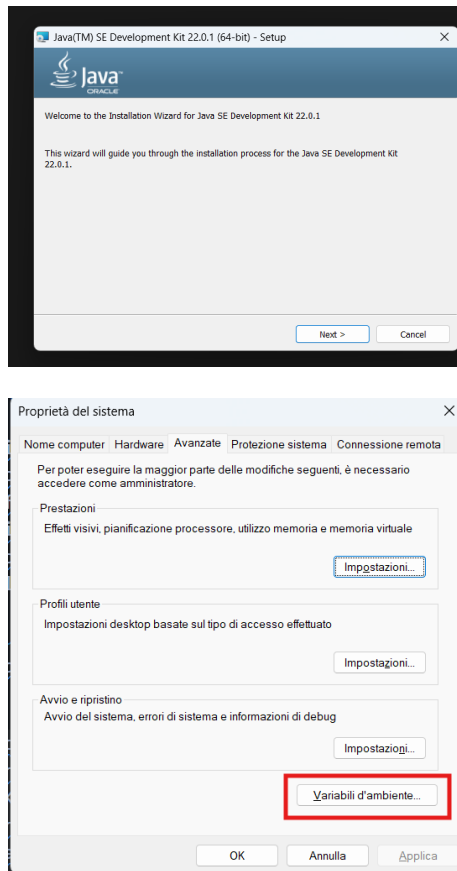 Java(TM) SE Development Kit 22.0.1 (64-bit) - Setup
Java
ORACLE
Welcome to the Installation Wizard for Java SE Development Kit 22.0.1
This wizard will guide you through the installation process for the Java SE Development Kit
22.0.1.
Next > Cancel
Proprietà del sistema
Nome computer Hardware Avanzate Protezione sistema Connessione remota
Per poter eseguire la maggior parte delle modifiche seguenti, è necessario
accedere come amministratore.
Prestazioni
Effetti visivi, pianificazione processore, utilizzo memoria e memoria virtuale
Impostazioni...
Profili utente
Impostazioni desktop basate sul tipo di accesso effettuato
Impostazioni...
Avvio e ripristino
Avvio del sistema, errori di sistema e informazioni di debug
Impostazioni...
Variabili d'ambiente...
OK Annulla Applica